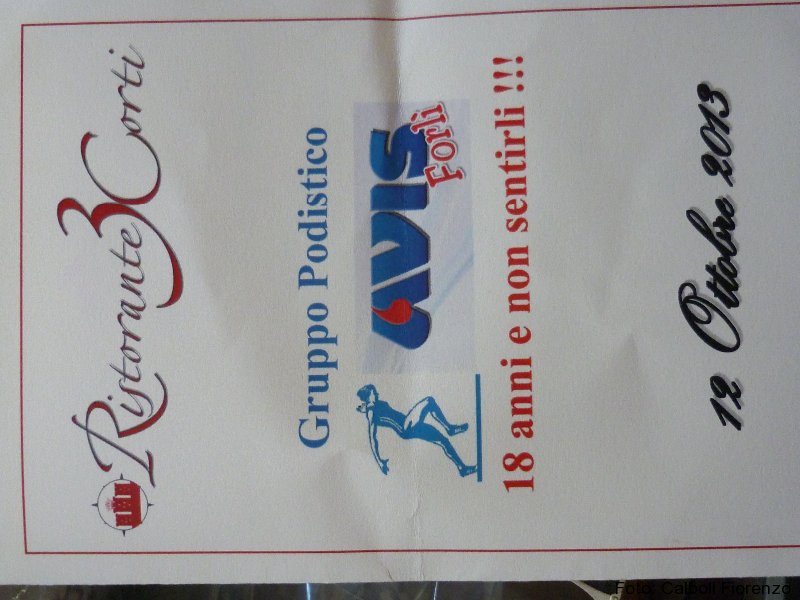 Ristorante 3 Corti
Gruppo Podistico
AVIS
Forlì
18 anni e non sentirli !!!
12 Ottobre 2013
Foto: Calboli Fiorenzo